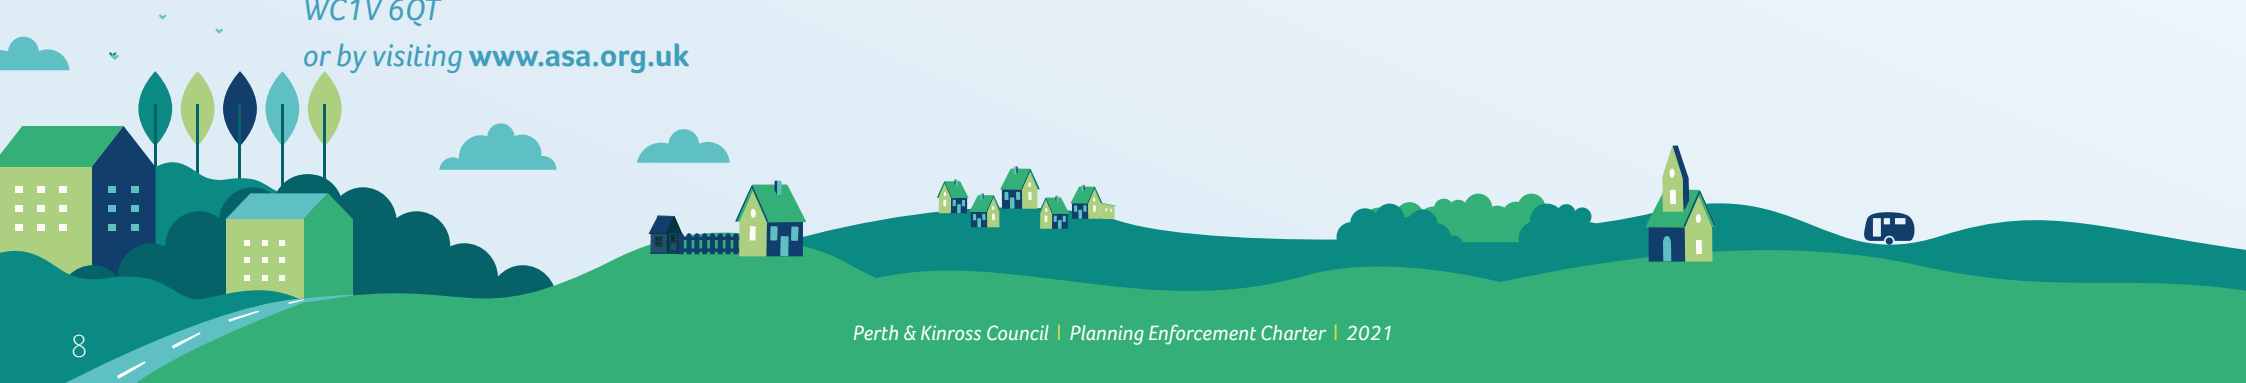 WC1V 6QT
or by visiting www.asa.org.uk
8
Perth & Kinross Council | Planning Enforcement Charter | 2021